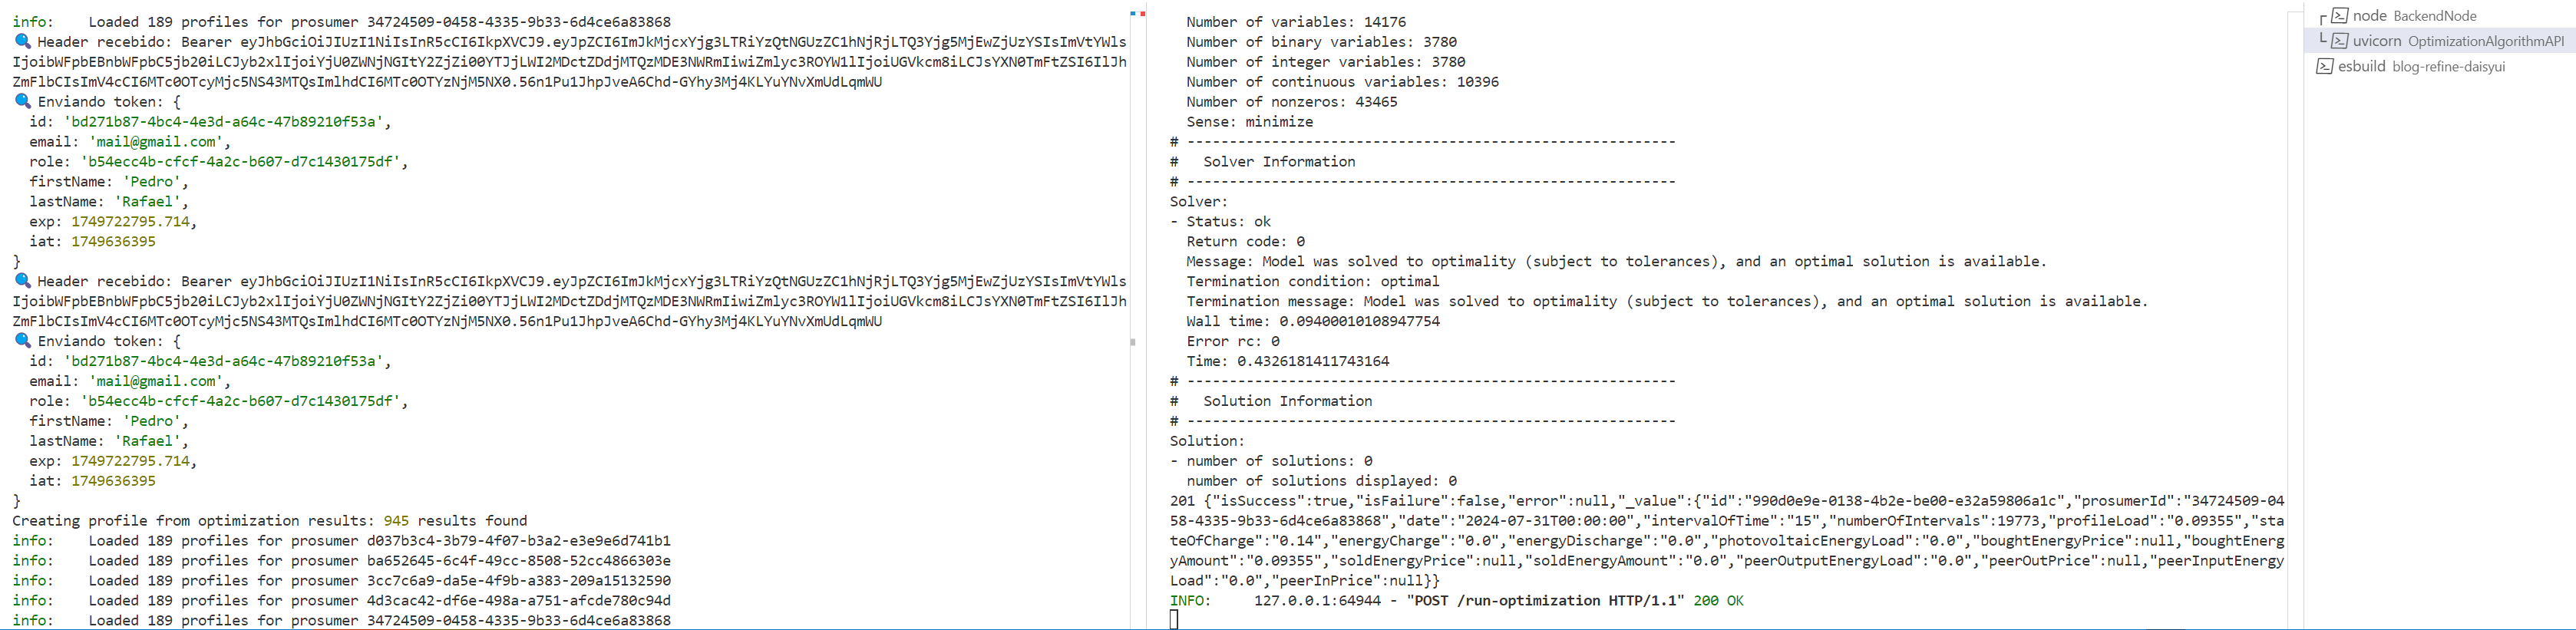 info:    Loaded 189 profiles for prosumer 34724509-0458-4335-9b33-6d4ce6a83868
Header recebido: Bearer
Enviando token: {
id: 'bd271b87-4bc4-4e3d-a64c-47b89210f53a',
email: 'mail@gmail.com',
role: 'b54ecc4b-cfcf-4a2c-b607-d7c1430175df',
firstName: 'Pedro',
lastName: 'Rafael',
exp: 1749722795.714,
iat: 1749636395
}
Header recebido: Bearer
Enviando token: {
id: 'bd271b87-4bc4-4e3d-a64c-47b89210f53a',
email: 'mail@gmail.com',
role: 'b54ecc4b-cfcf-4a2c-b607-d7c1430175df',
firstName: 'Pedro',
lastName: 'Rafael',
exp: 1749722795.714,
iat: 1749636395
}
Creating profile from optimization results: 945 results found
info:    Loaded 189 profiles for prosumer d037b3c4-3b79-4f07-b3a2-e3e9e6d741b1
info:    Loaded 189 profiles for prosumer ba652645-6c4f-49cc-8508-52cc4866303e
info:    Loaded 189 profiles for prosumer 3cc7c6a9-da5e-4f9b-a383-209a15132590
info:    Loaded 189 profiles for prosumer 4d3cac42-df6e-498a-a751-afcde780c94d
info:    Loaded 189 profiles for prosumer 34724509-0458-4335-9b33-6d4ce6a83868
Number of variables: 14176
Number of binary variables: 3780
Number of integer variables: 3780
Number of continuous variables: 10396
Number of nonzeros: 43465
Sense: minimize
# ----------------------------------------------------------
#   Solver Information
# ----------------------------------------------------------
Solver:
- Status: ok
Return code: 0
Message: Model was solved to optimality (subject to tolerances), and an optimal solution is available.
Termination condition: optimal
Termination message: Model was solved to optimality (subject to tolerances), and an optimal solution is available.
Wall time: 0.09400010108947754
Error rc: 0
Time: 0.4326181411743164
# ----------------------------------------------------------
#   Solution Information
# ----------------------------------------------------------
Solution:
- number of solutions: 0
number of solutions displayed: 0
201 {"isSuccess":true,"isFailure":false,"error":null,"_value":{"id":"990d0e9e-0138-4b2e-be00-e32a59806a1c","prosumerId":"34724509-04
58-4335-9b33-6d4ce6a83868","date":"2024-07-31T00:00:00","intervalOfTime":"15","numberOfIntervals":19773,"profileLoad":"0.09355","sta
teOfCharge":"0.14","energyCharge":"0.0","energyDischarge":"0.0","photovoltaicEnergyLoad":"0.0","boughtEnergyPrice":null,"boughtEnerg
yAmount":"0.09355","soldEnergyPrice":null,"soldEnergyAmount":"0.0","peerOutputEnergyLoad":"0.0","peerOutPrice":null,"peerInputEnergy
Load":"0.0","peerInPrice":null}}
INFO:     127.0.0.1:64944 - "POST /run-optimization HTTP/1.1" 200 OK
node BackendNode
uvicorn OptimizationAlgorithmAPI
esbuild blog-refine-daisyui